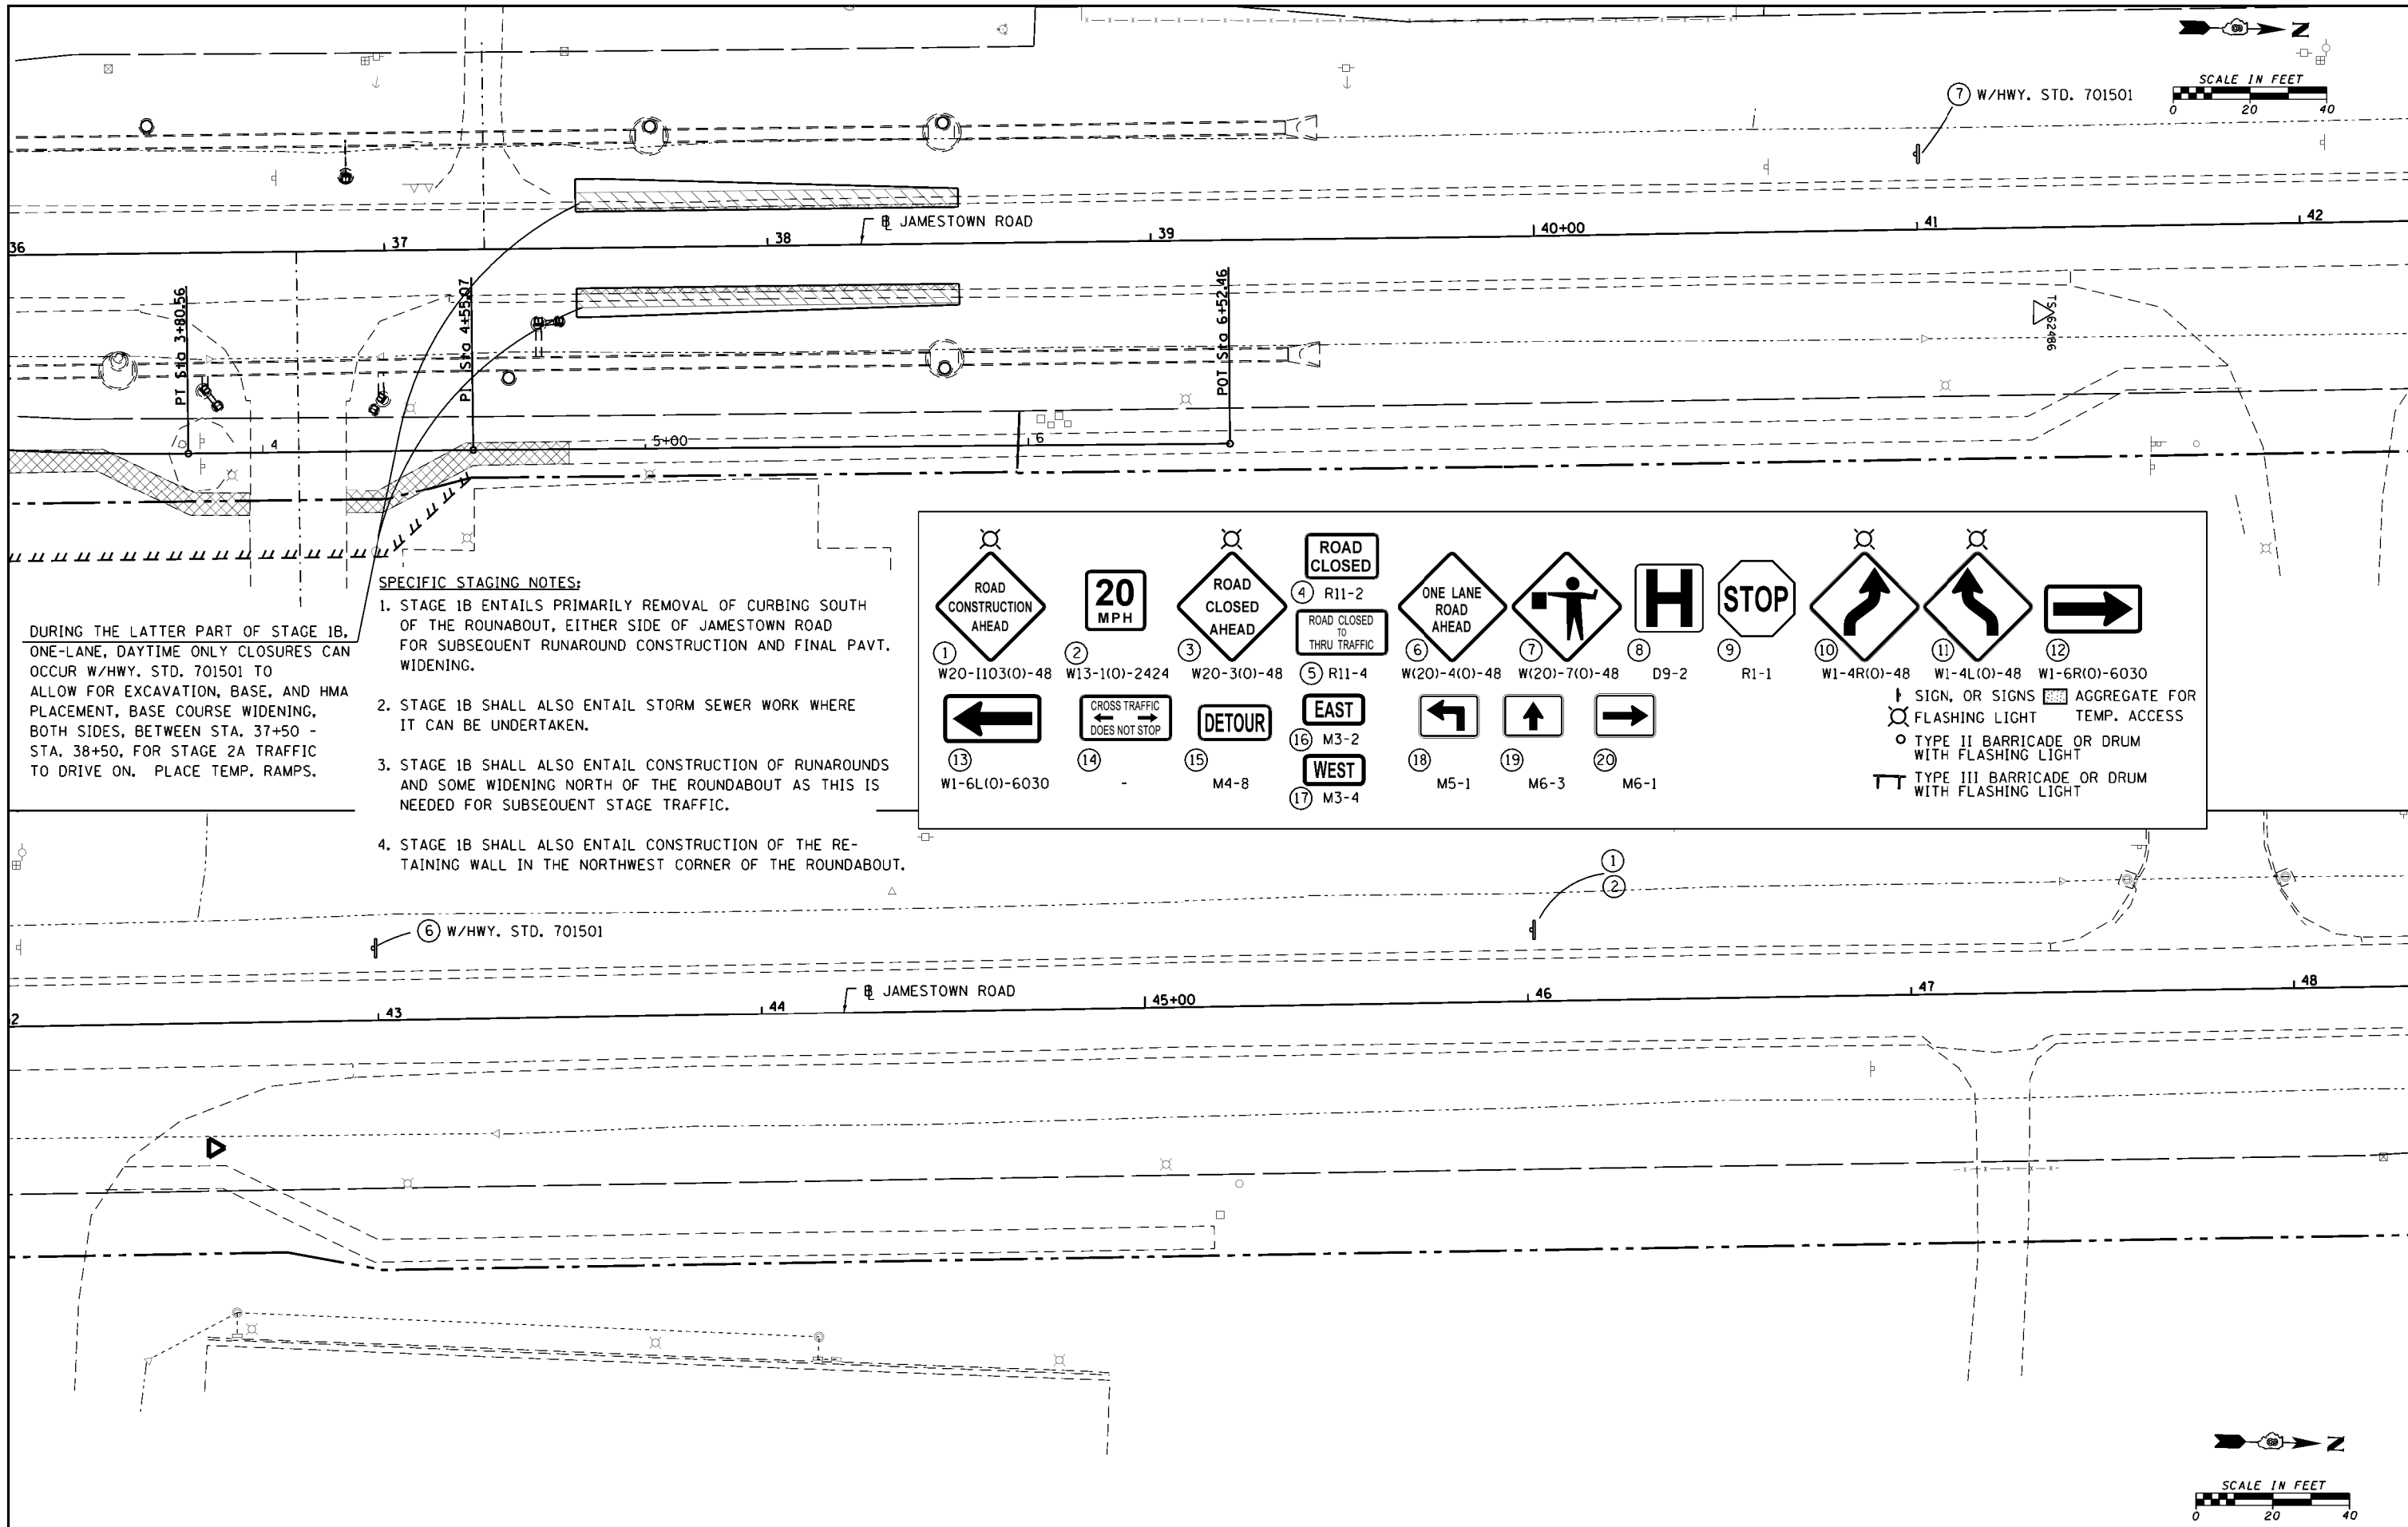 N
SCALE IN FEET
0 20 40
7 W/HWY. STD. 701501
℄ JAMESTOWN ROAD
36 37 38 39 40+00 41 42
PT Sta 3+80.56
PI Sta 4+55.07
POT Sta 6+52.46
TS 62486
4 5+00 6
DURING THE LATTER PART OF STAGE 1B,
ONE-LANE, DAYTIME ONLY CLOSURES CAN
OCCUR W/HWY. STD. 701501 TO
ALLOW FOR EXCAVATION, BASE, AND HMA
PLACEMENT, BASE COURSE WIDENING,
BOTH SIDES, BETWEEN STA. 37+50 -
STA. 38+50, FOR STAGE 2A TRAFFIC
TO DRIVE ON. PLACE TEMP. RAMPS.
SPECIFIC STAGING NOTES:
1. STAGE 1B ENTAILS PRIMARILY REMOVAL OF CURBING SOUTH
OF THE ROUNABOUT, EITHER SIDE OF JAMESTOWN ROAD
FOR SUBSEQUENT RUNAROUND CONSTRUCTION AND FINAL PAVT.
WIDENING.
2. STAGE 1B SHALL ALSO ENTAIL STORM SEWER WORK WHERE
IT CAN BE UNDERTAKEN.
3. STAGE 1B SHALL ALSO ENTAIL CONSTRUCTION OF RUNAROUNDS
AND SOME WIDENING NORTH OF THE ROUNDABOUT AS THIS IS
NEEDED FOR SUBSEQUENT STAGE TRAFFIC.
4. STAGE 1B SHALL ALSO ENTAIL CONSTRUCTION OF THE RE-
TAINING WALL IN THE NORTHWEST CORNER OF THE ROUNDABOUT.
ROAD
CONSTRUCTION
AHEAD
1
W20-I103(O)-48
20
MPH
2
W13-1(O)-2424
ROAD
CLOSED
AHEAD
3
W20-3(O)-48
ROAD
CLOSED
4 R11-2
ROAD CLOSED
TO
THRU TRAFFIC
5 R11-4
ONE LANE
ROAD
AHEAD
6
W(20)-4(O)-48
7
W(20)-7(O)-48
H
8
D9-2
STOP
9
R1-1
10
W1-4R(O)-48
11
W1-4L(O)-48
12
W1-6R(O)-6030
13
W1-6L(O)-6030
CROSS TRAFFIC
DOES NOT STOP
14
-
DETOUR
15
M4-8
EAST
16 M3-2
WEST
17 M3-4
18
M5-1
19
M6-3
20
M6-1
SIGN, OR SIGNS
AGGREGATE FOR
TEMP. ACCESS
FLASHING LIGHT
TYPE II BARRICADE OR DRUM
WITH FLASHING LIGHT
TYPE III BARRICADE OR DRUM
WITH FLASHING LIGHT
1
2
6 W/HWY. STD. 701501
℄ JAMESTOWN ROAD
2 43 44 45+00 46 47 48
N
SCALE IN FEET
0 20 40